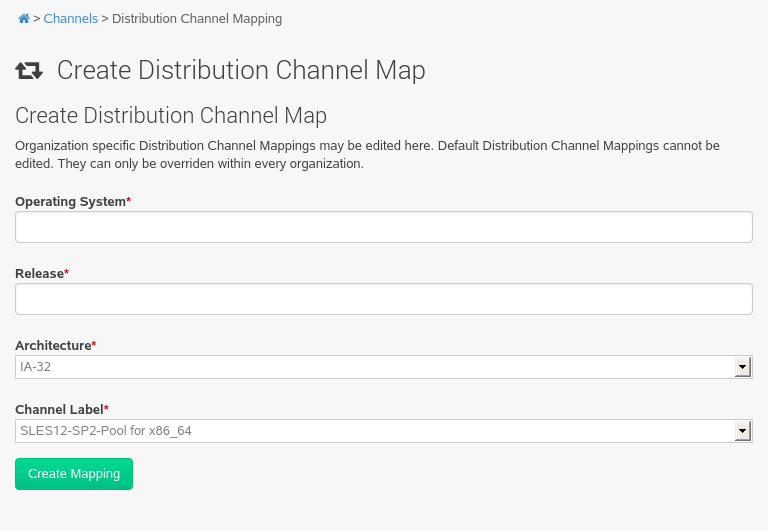 > Channels > Distribution Channel Mapping
Create Distribution Channel Map
Create Distribution Channel Map
Organization specific Distribution Channel Mappings may be edited here. Default Distribution Channel Mappings cannot be
edited. They can only be overriden within every organization.
Operating System*
Release*
Architecture*
IA-32
Channel Label*
SLES12-SP2-Pool for x86_64
Create Mapping